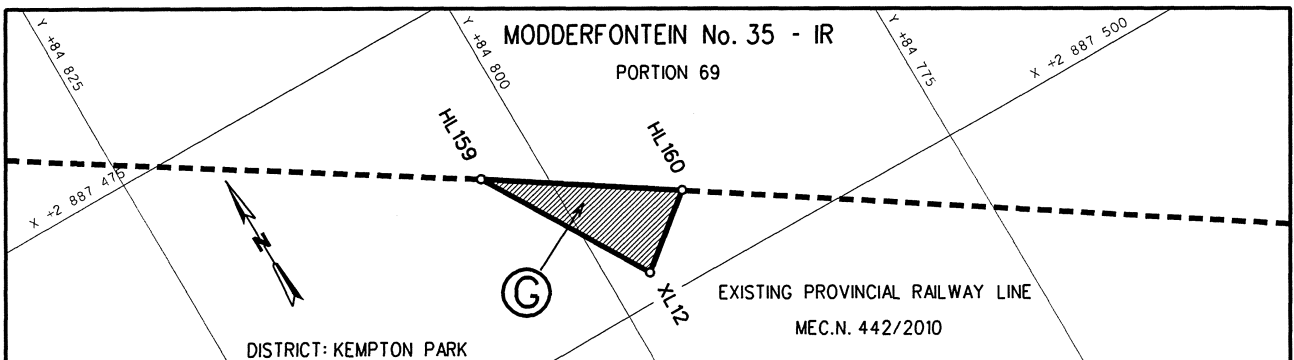 MODDERFONTEIN No. 35 - IR
PORTION 69
Y +84 825
Y +84 800
Y +84 775
X +2 887 500
HL159
HL160
X +2 887 475
N
G
XL12
EXISTING PROVINCIAL RAILWAY LINE
MEC.N. 442/2010
DISTRICT: KEMPTON PARK